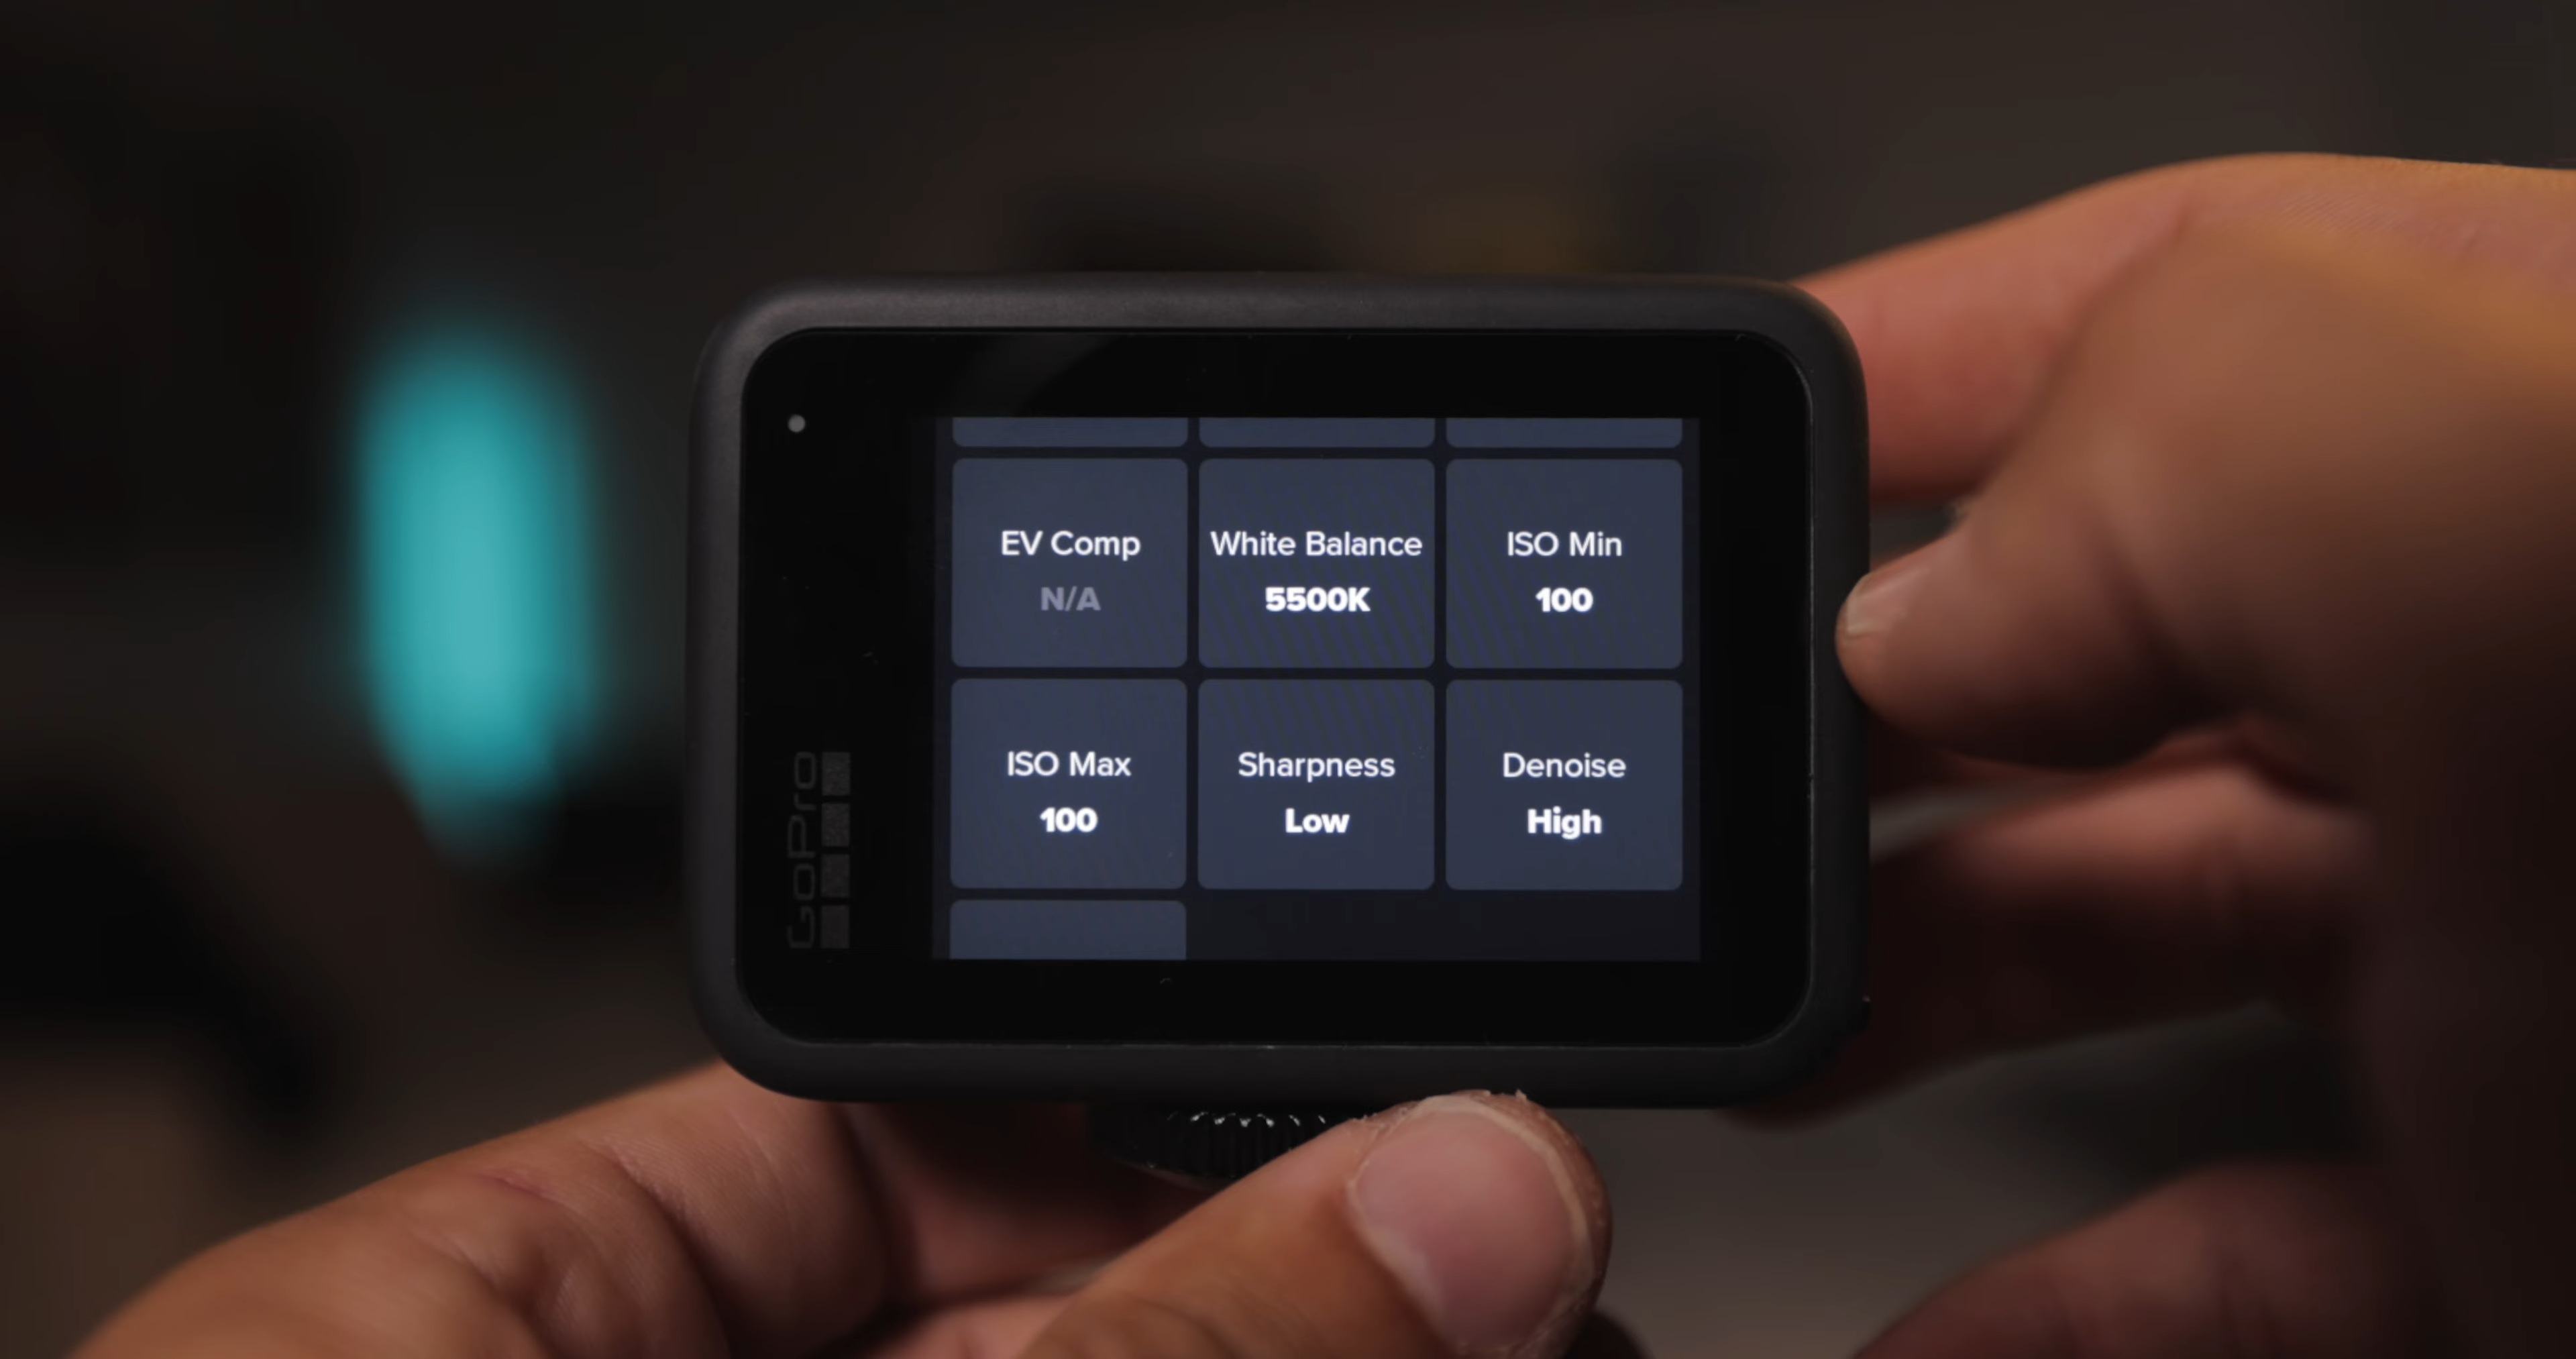 EV Comp
N/A
White Balance
5500K
ISO Min
100
ISO Max
100
Sharpness
Low
Denoise
High
GoPro